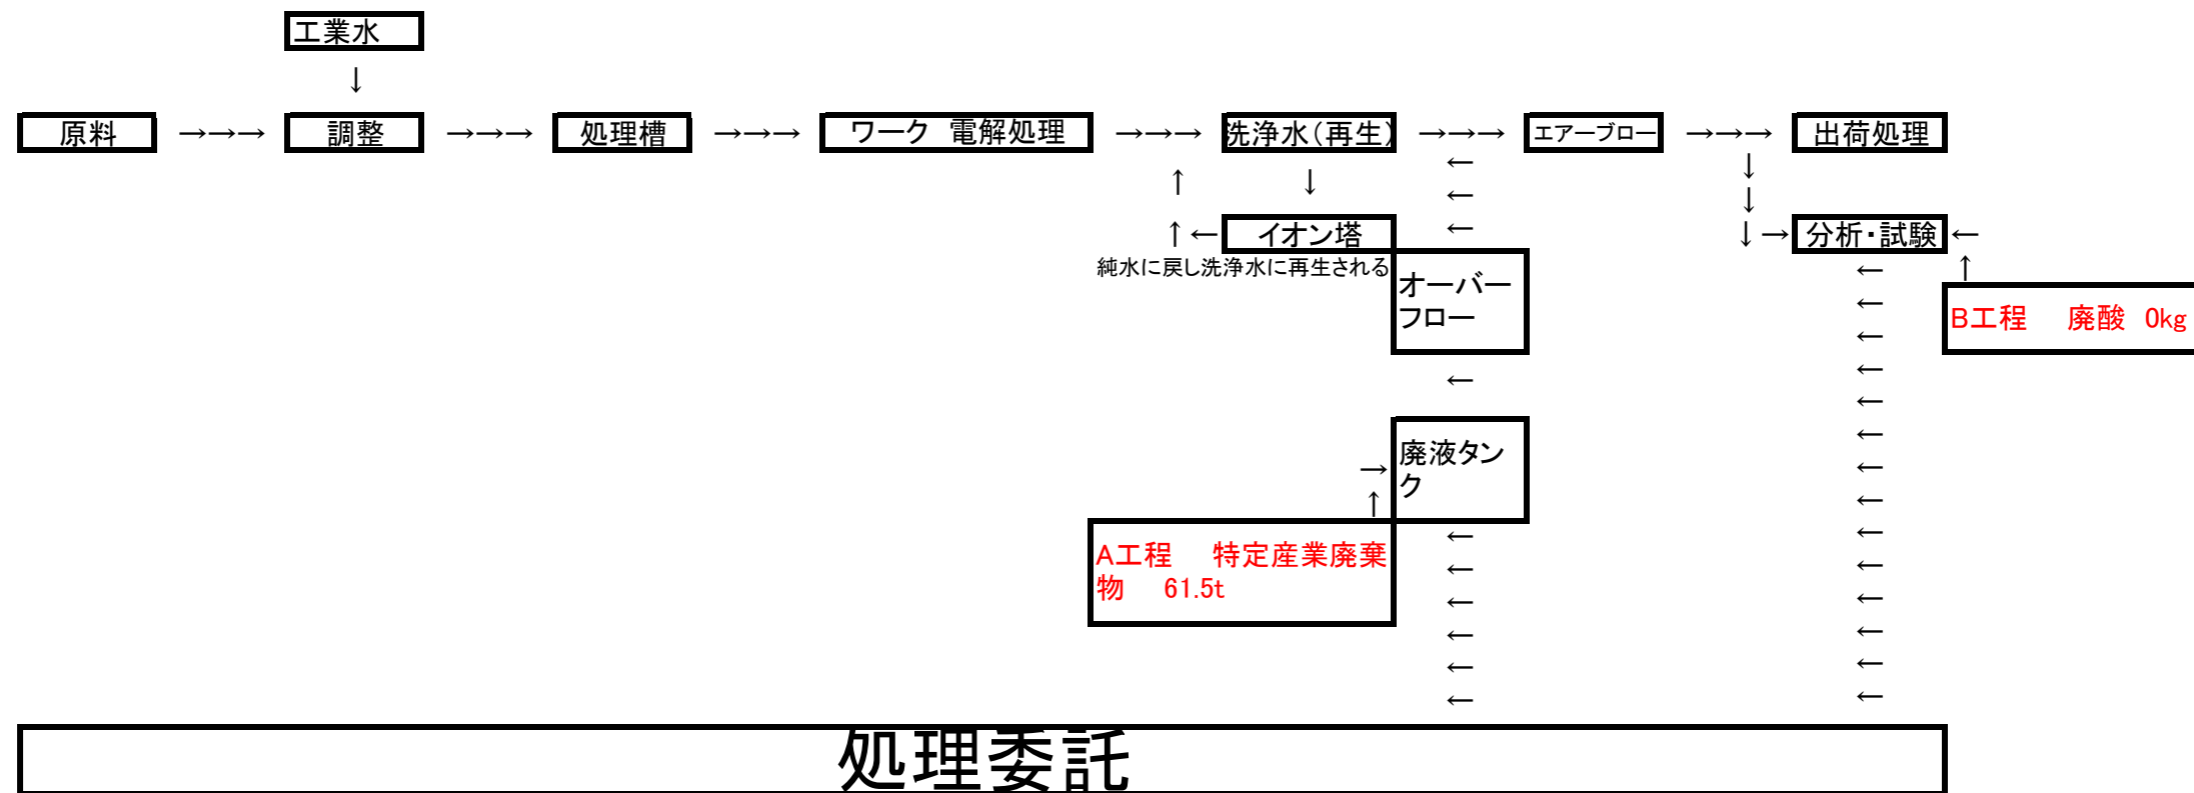 工業水
↓
原料 →→→ 調整 →→→ 処理槽 →→→ ワーク 電解処理 →→→ 洗浄水(再生) →→→ エアーブロー →→→ 出荷処理
← ↓
↑ ↓ ←
↓
↑ ← イオン塔 ← ↓ → 分析・試験 ←
純水に戻し洗浄水に再生される
オーバー
フロー
← ↑
←
B工程 廃酸 0kg
←
←
← ←
←
廃液タン
ク
→ ←
↑ ←
A工程 特定産業廃棄
物 61.5t
← ←
← ←
← ←
← ←
← ←
← ←
処理委託